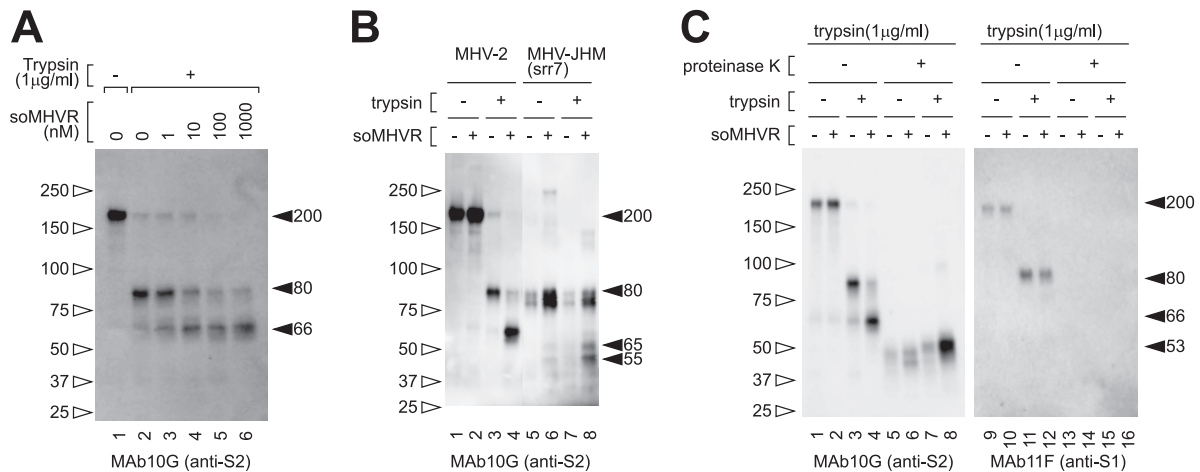 A
Trypsin
(1µg/ml)
- +
soMHVR
(nM)
0 0 1 10 100 1000
250
150
100
75
50
37
25
200
80
66
1 2 3 4 5 6
MAb10G (anti-S2)
B
MHV-2 MHV-JHM
(srr7)
trypsin - + - +
soMHVR - + - + - + - +
250
150
100
75
50
37
25
200
80
65
55
1 2 3 4 5 6 7 8
MAb10G (anti-S2)
C
trypsin(1µg/ml) trypsin(1µg/ml)
proteinase K - + - +
trypsin - + - + - + - +
soMHVR - + - + - + - + - + - + - + - +
250
150
100
75
50
37
25
200
80
66
53
1 2 3 4 5 6 7 8 9 10 11 12 13 14 15 16
MAb10G (anti-S2) MAb11F (anti-S1)